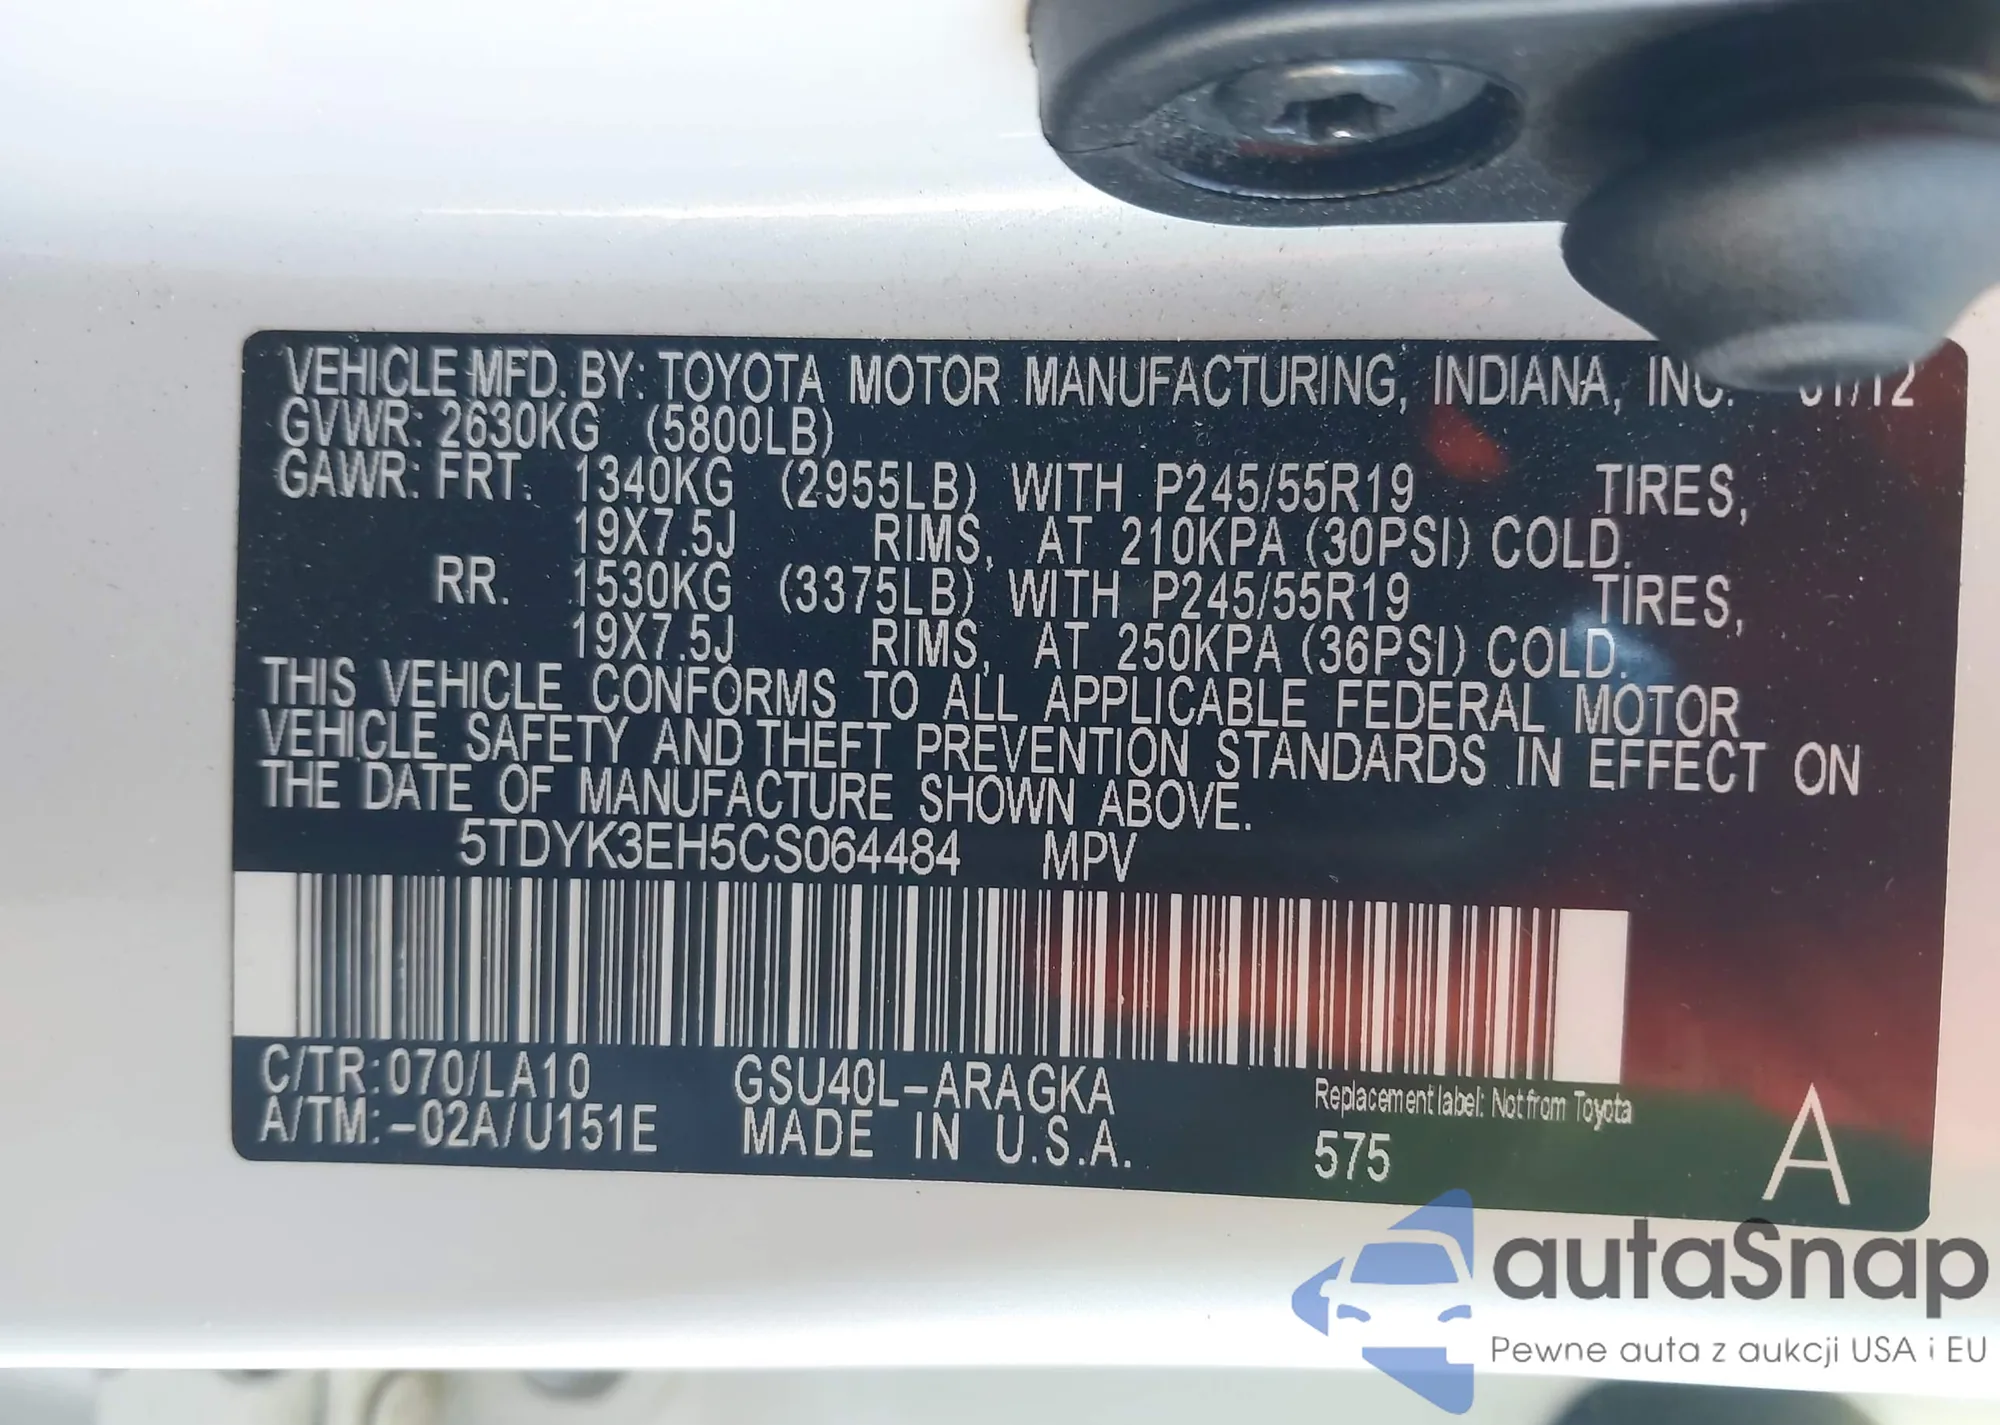 VEHICLE MFD. BY: TOYOTA MOTOR MANUFACTURING, INDIANA, INC. 01/12
GVWR: 2630KG (5800LB)
GAWR: FRT. 1340KG (2955LB) WITH P245/55R19 TIRES,
19X7.5J RIMS, AT 210KPA (30PSI) COLD.
RR. 1530KG (3375LB) WITH P245/55R19 TIRES,
19X7.5J RIMS, AT 250KPA (36PSI) COLD.
THIS VEHICLE CONFORMS TO ALL APPLICABLE FEDERAL MOTOR
VEHICLE SAFETY AND THEFT PREVENTION STANDARDS IN EFFECT ON
THE DATE OF MANUFACTURE SHOWN ABOVE.
5TDYK3EH5CS064484 MPV
C/TR:070/LA10 GSU40L-ARAGKA Replacement label: Not from Toyota
A/TM:-02A/U151E MADE IN U.S.A. 575 A
autoSnap
Pewne auta z aukcji USA i EU